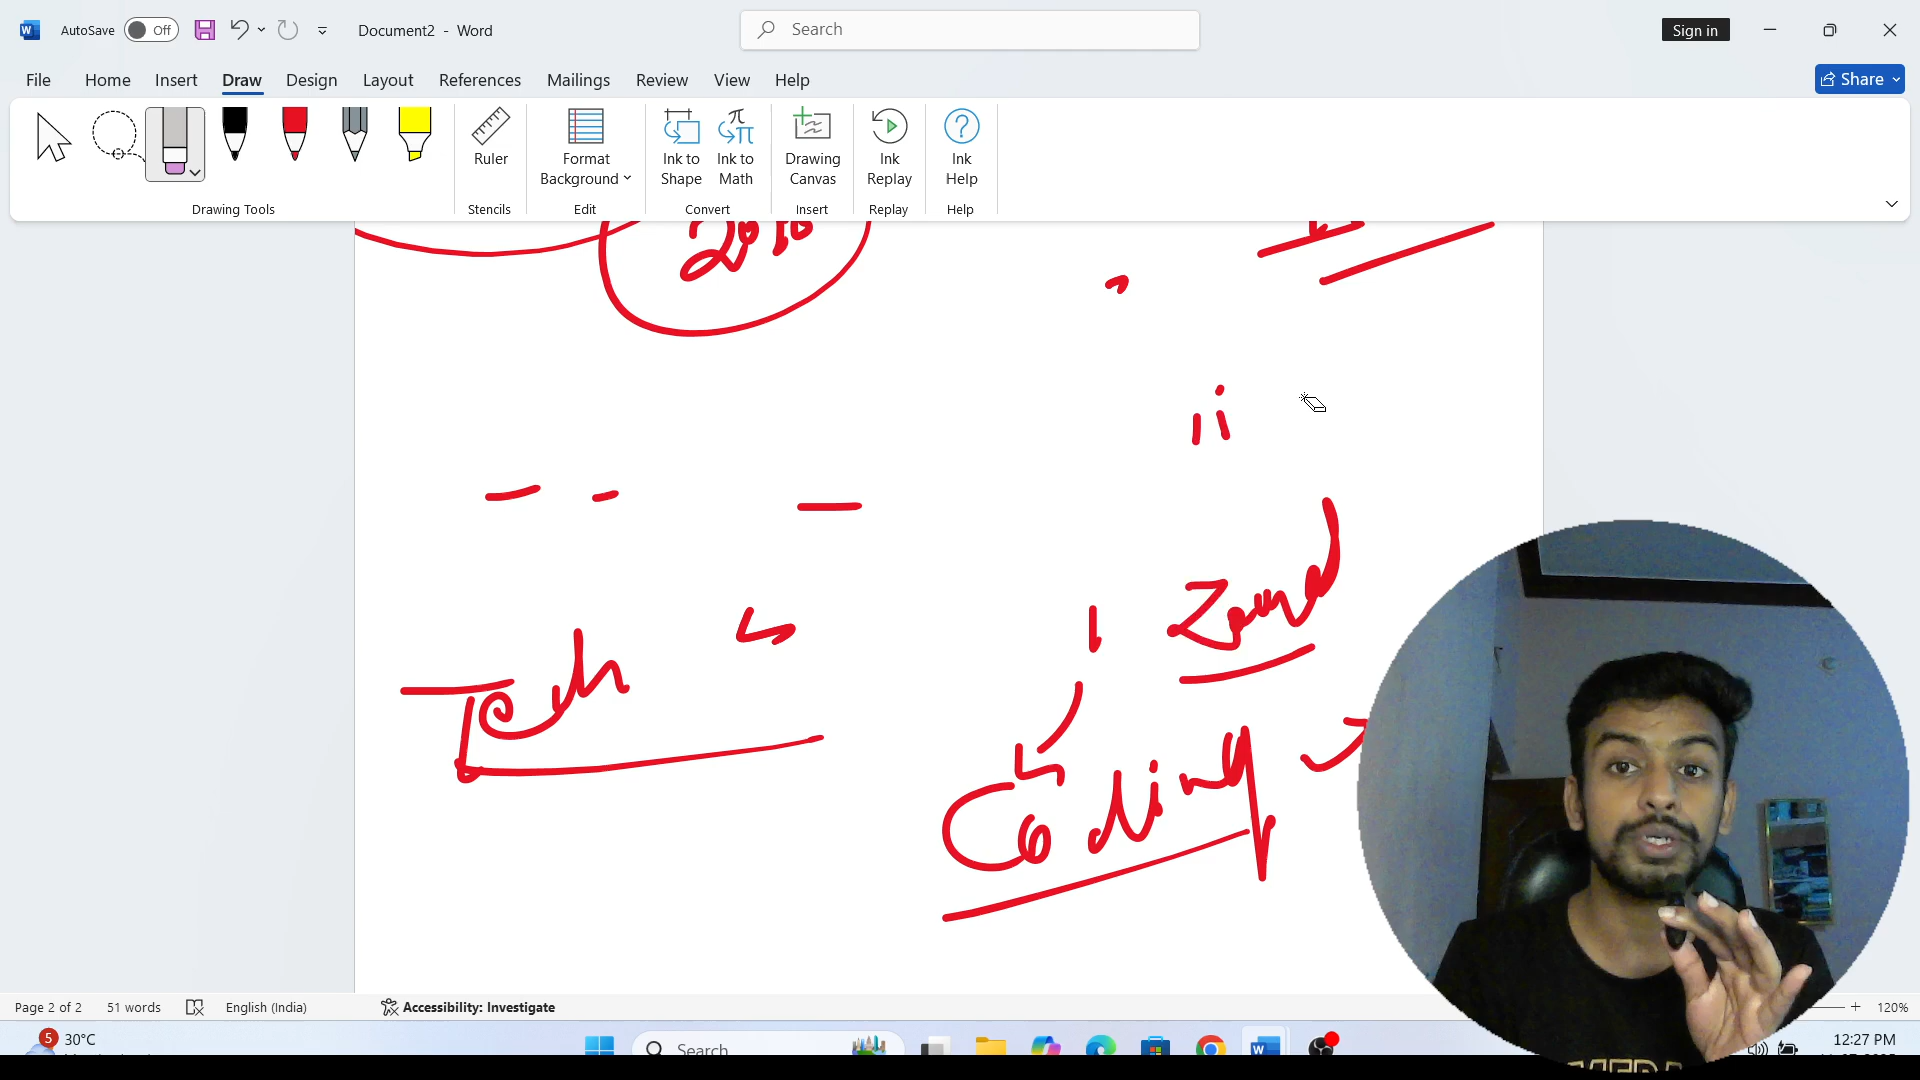 AutoSave Off Document2 - Word Search Sign in
File Home Insert Draw Design Layout References Mailings Review View Help Share
Ruler Format Background Ink to Shape Ink to Math Drawing Canvas Ink Replay Ink Help
Drawing Tools Stencils Edit Convert Insert Replay Help
ii
Tech
Coding
Page 2 of 2 51 words English (India) Accessibility: Investigate 120%
5 30°C Search 12:27 PM